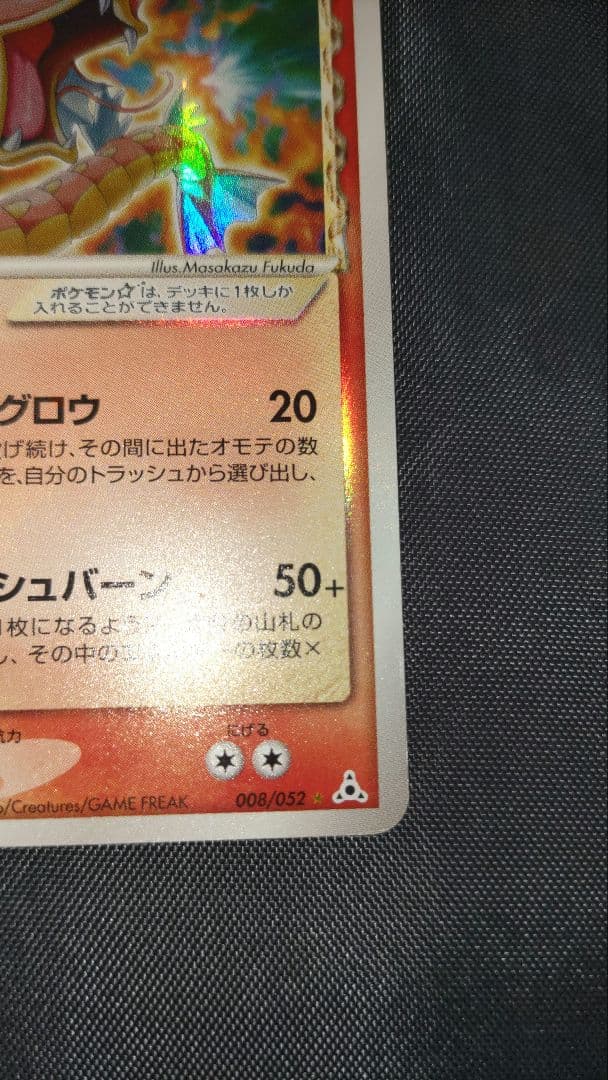 Illus.Masakazu Fukuda
ポケモン☆は、デッキに1枚しか
入れることができません。
グロウ 20
げ続け、その間に出たオモテの数
を、自分のトラッシュから選び出し、
シュバーン 50+
枚になるよう 山札の
し、その中の の枚数×
抗力
にげる
/Creatures/GAME FREAK 008/052 ★